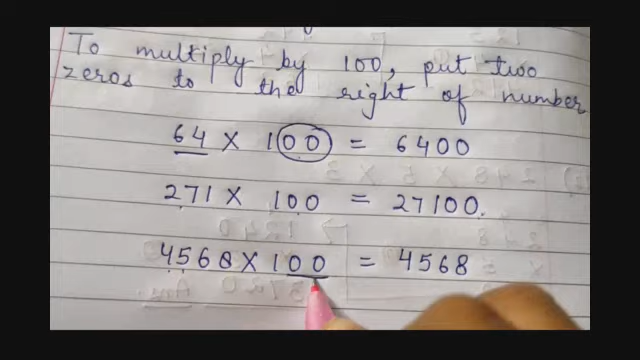 To multiply by 100, put two
zeros to the right of number
64 × 100 = 6400
271 × 100 = 27100.
4568 × 100 = 4568